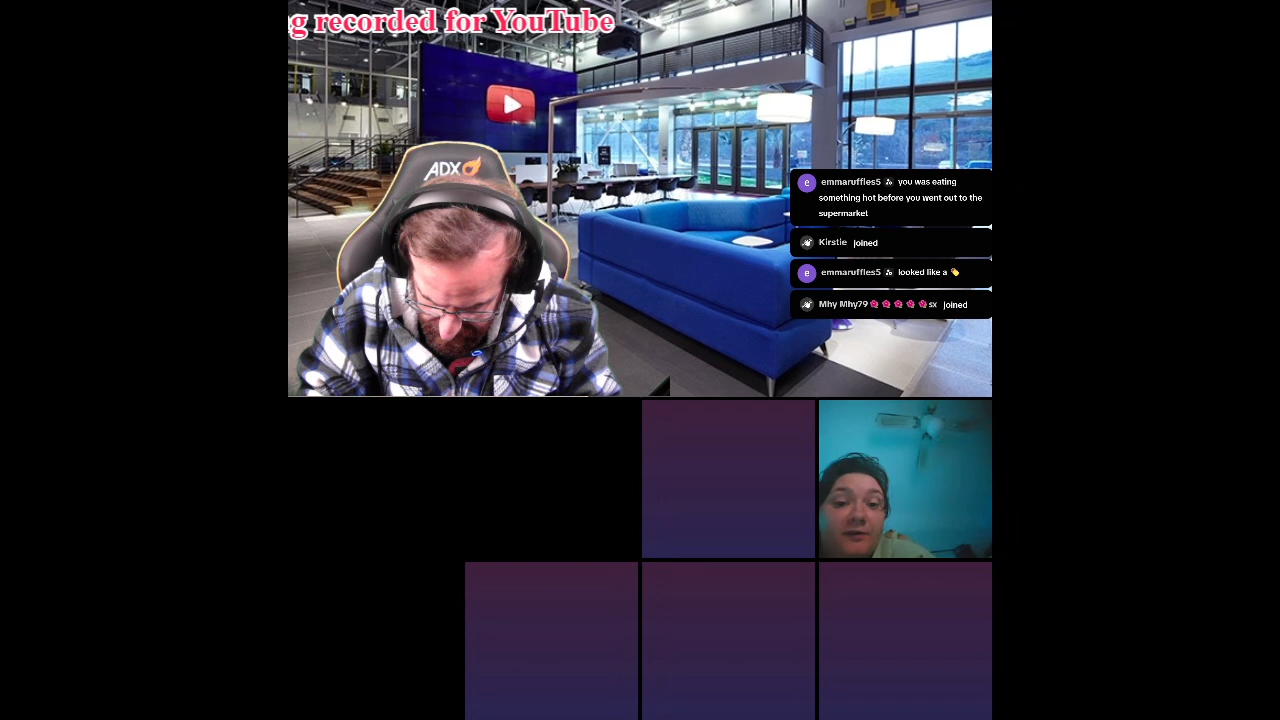 g recorded for YouTube
ADX
emmaruffles5 you was eating
something hot before you went out to the
supermarket
Kirstie joined
emmaruffles5 looked like a 🌭
Mhy Mhy79🌺🌺🌺🌺🌺sx joined